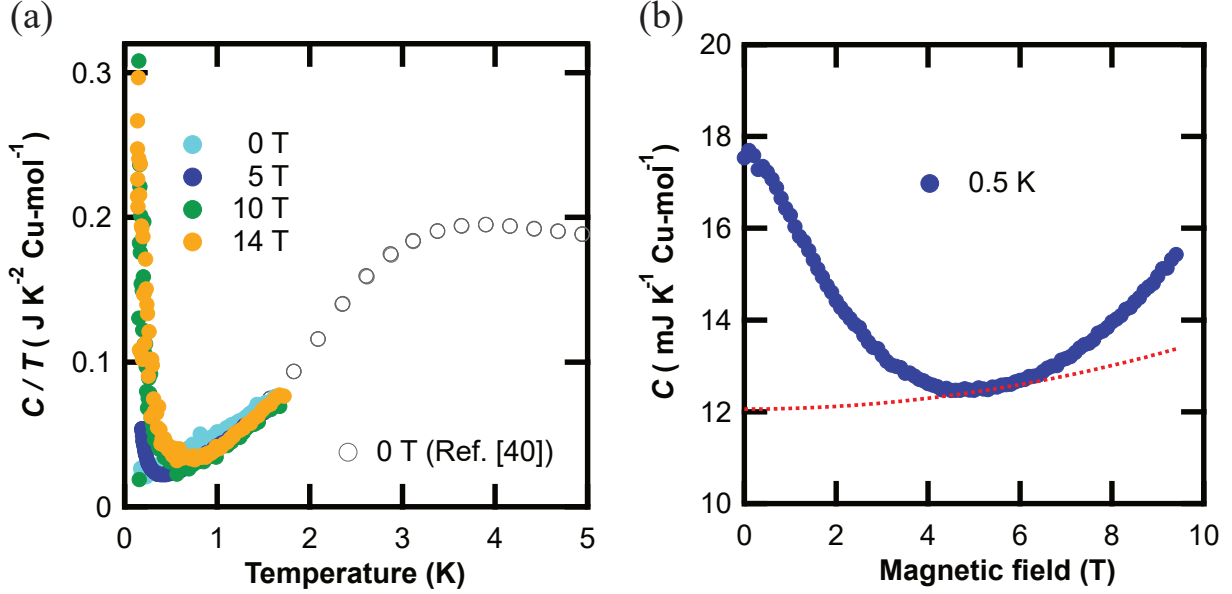 (a)
0.3
0.2
0.1
0
0 1 2 3 4 5
C / T ( J K⁻² Cu-mol⁻¹)
Temperature (K)
0 T
5 T
10 T
14 T
0 T (Ref. [40])
(b)
20
18
16
14
12
10
0 2 4 6 8 10
C ( mJ K⁻¹ Cu-mol⁻¹)
Magnetic field (T)
0.5 K